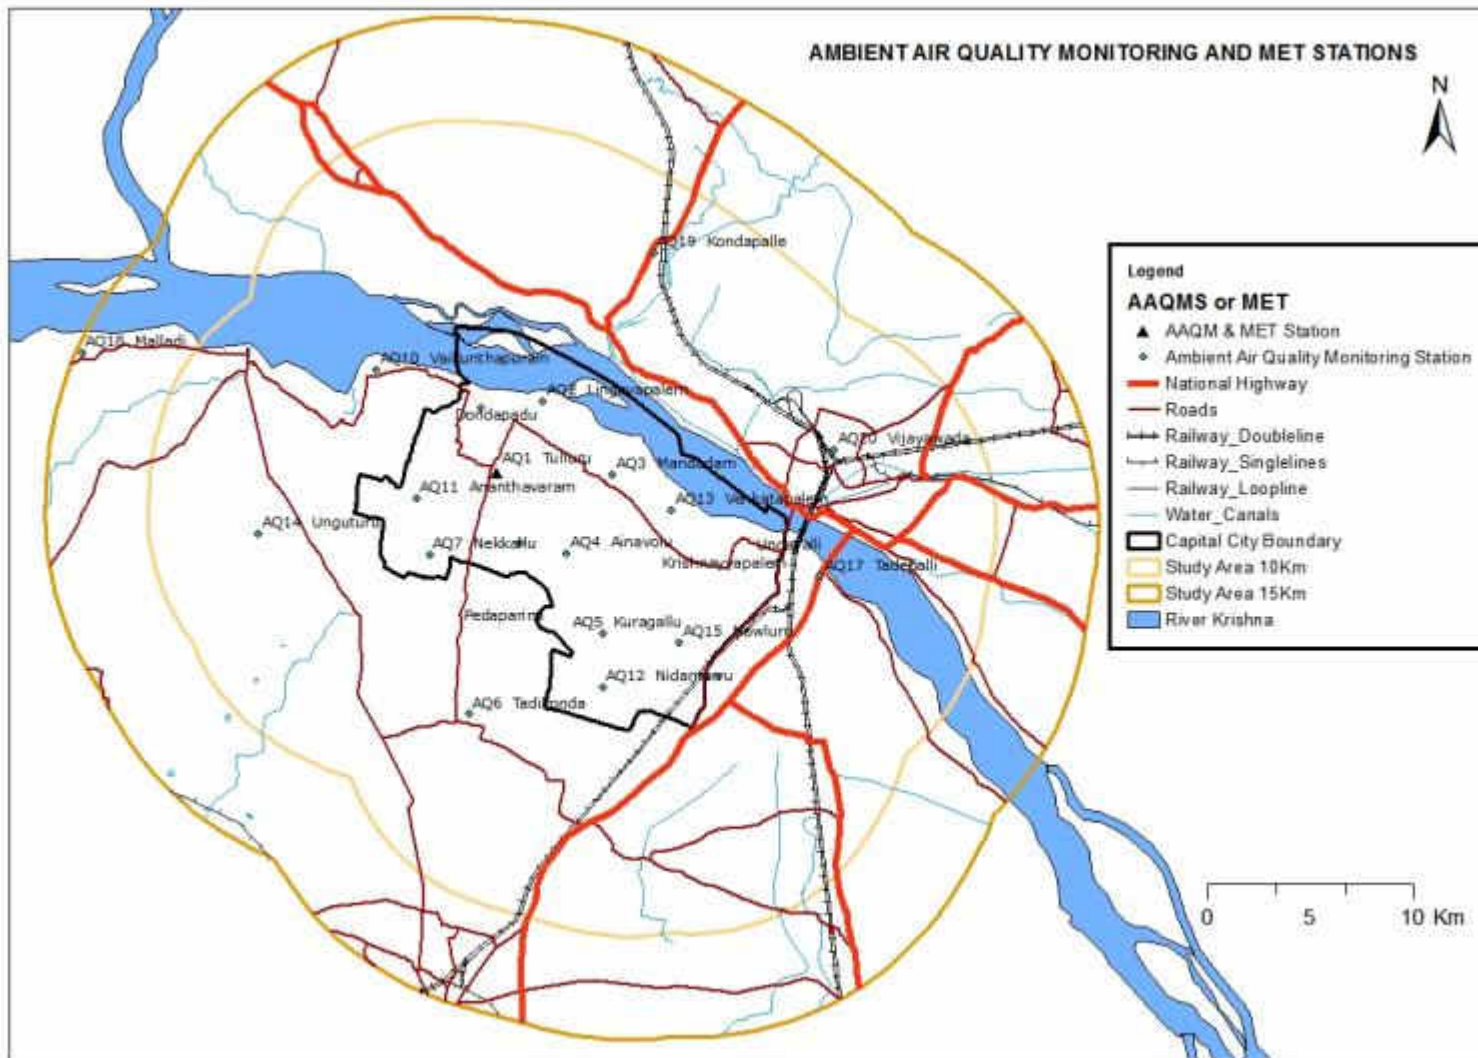 AMBIENT AIR QUALITY MONITORING AND MET STATIONS
N
AQ19 Kondapalle
Legend
AAQMS or MET
AAQM & MET Station
Ambient Air Quality Monitoring Station
National Highway
Roads
Railway_Doubleline
Railway_Singlelines
Railway_Loopline
Water_Canals
Capital City Boundary
Study Area 10Km
Study Area 15Km
River Krishna
AQ18 Malladi
AQ10 Vaikunthapuram
AQ2 Lingayapalem
Dondapadu
AQ20 Vijayawada
AQ1 Tulluru
AQ3 Mandadam
AQ11 Ananthavaram
AQ13 Venkatapalem
AQ14 Unguturu
AQ7 Nekkallu
AQ4 Ainavolu
Undavalli
Krishnayyapalem
AQ17 Tadepalli
Pedaparimi
AQ5 Kuragallu
AQ15 Nowluru
AQ12 Nidamarru
AQ6 Tadikonda
0 5 10 Km